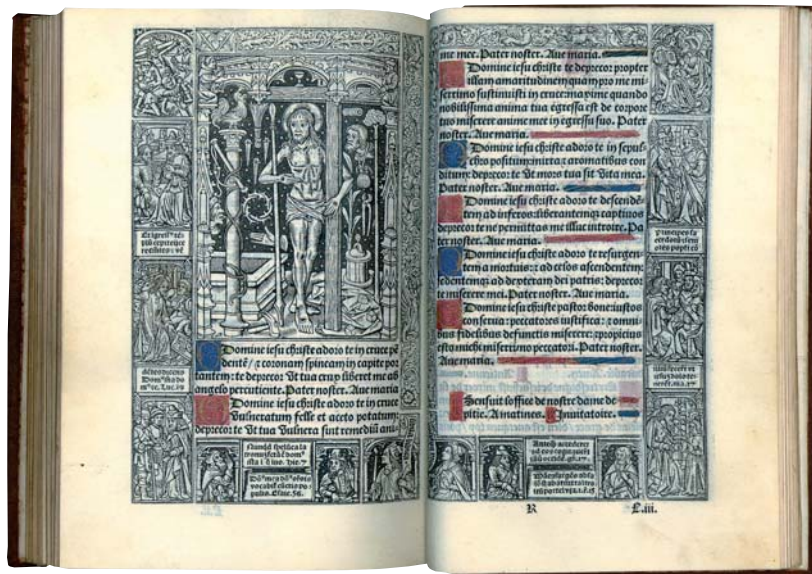 Domine iesu christe adoro te in cruce pē
dentē / ⁊ coronam spineam in capite por
tantem: te deprecor Ut tua crux liberet me ab
angelo percutiente. Pater noster. Aue maria
Domine iesu christe adoro te in cruce
Vulneratum felle et aceto potatum:
deprecor te Ut tua Vulnera sint remediū ani-
me mee. Pater noster. Aue maria.
Domine iesu christe te deprecor propter
illam amaritudinem quam pro me mi
serrimo sustinuisti in cruce: maxime quando
nobilissima anima tua egressa est de corpore
tuo miserere anime mee in egressu suo. Pater
noster. Aue maria.
Domine iesu christe adoro te in sepul
chro positum: mirra ⁊ aromatibus con
ditum: deprecor te Ut mors tua sit Vita mea.
Pater noster. Aue maria.
Domine iesu christe adoro te descendē
tem ad inferos: liberantemq; captiuos
deprecor te ne permittas me illuc introire. Pa
ter noster. Aue maria.
Domine iesu christe adoro te resurgen
tem a mortuis: ⁊ ad celos ascendentem:
sedentemq; ad dexteram dei patris: deprecor
te miserere mei. Pater noster. Aue maria.
Domine iesu christe pastor bone: iustos
conserua: peccatores iustifica: ⁊ omni
bus fidelibus defunctis miserere: ⁊ propicius
esto michi miserrimo peccatori. Pater noster.
Aue maria.
Sensuit loffice de nostre dame de
pitie. A matines. Inuitatoire.
R
L.iii.